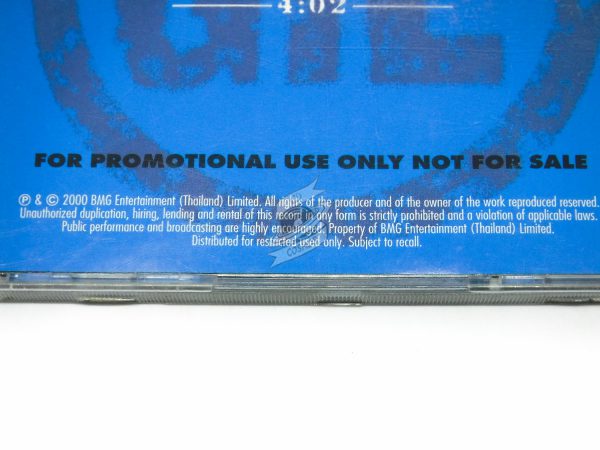 4:02
FOR PROMOTIONAL USE ONLY NOT FOR SALE
℗ & © 2000 BMG Entertainment (Thailand) Limited. All rights of the producer and of the owner of the work reproduced reserved.
Unauthorized duplication, hiring, lending and rental of this record in any form is strictly prohibited and a violation of applicable laws.
Public performance and broadcasting are highly encouraged. Property of BMG Entertainment (Thailand) Limited.
Distributed for restricted used only. Subject to recall.